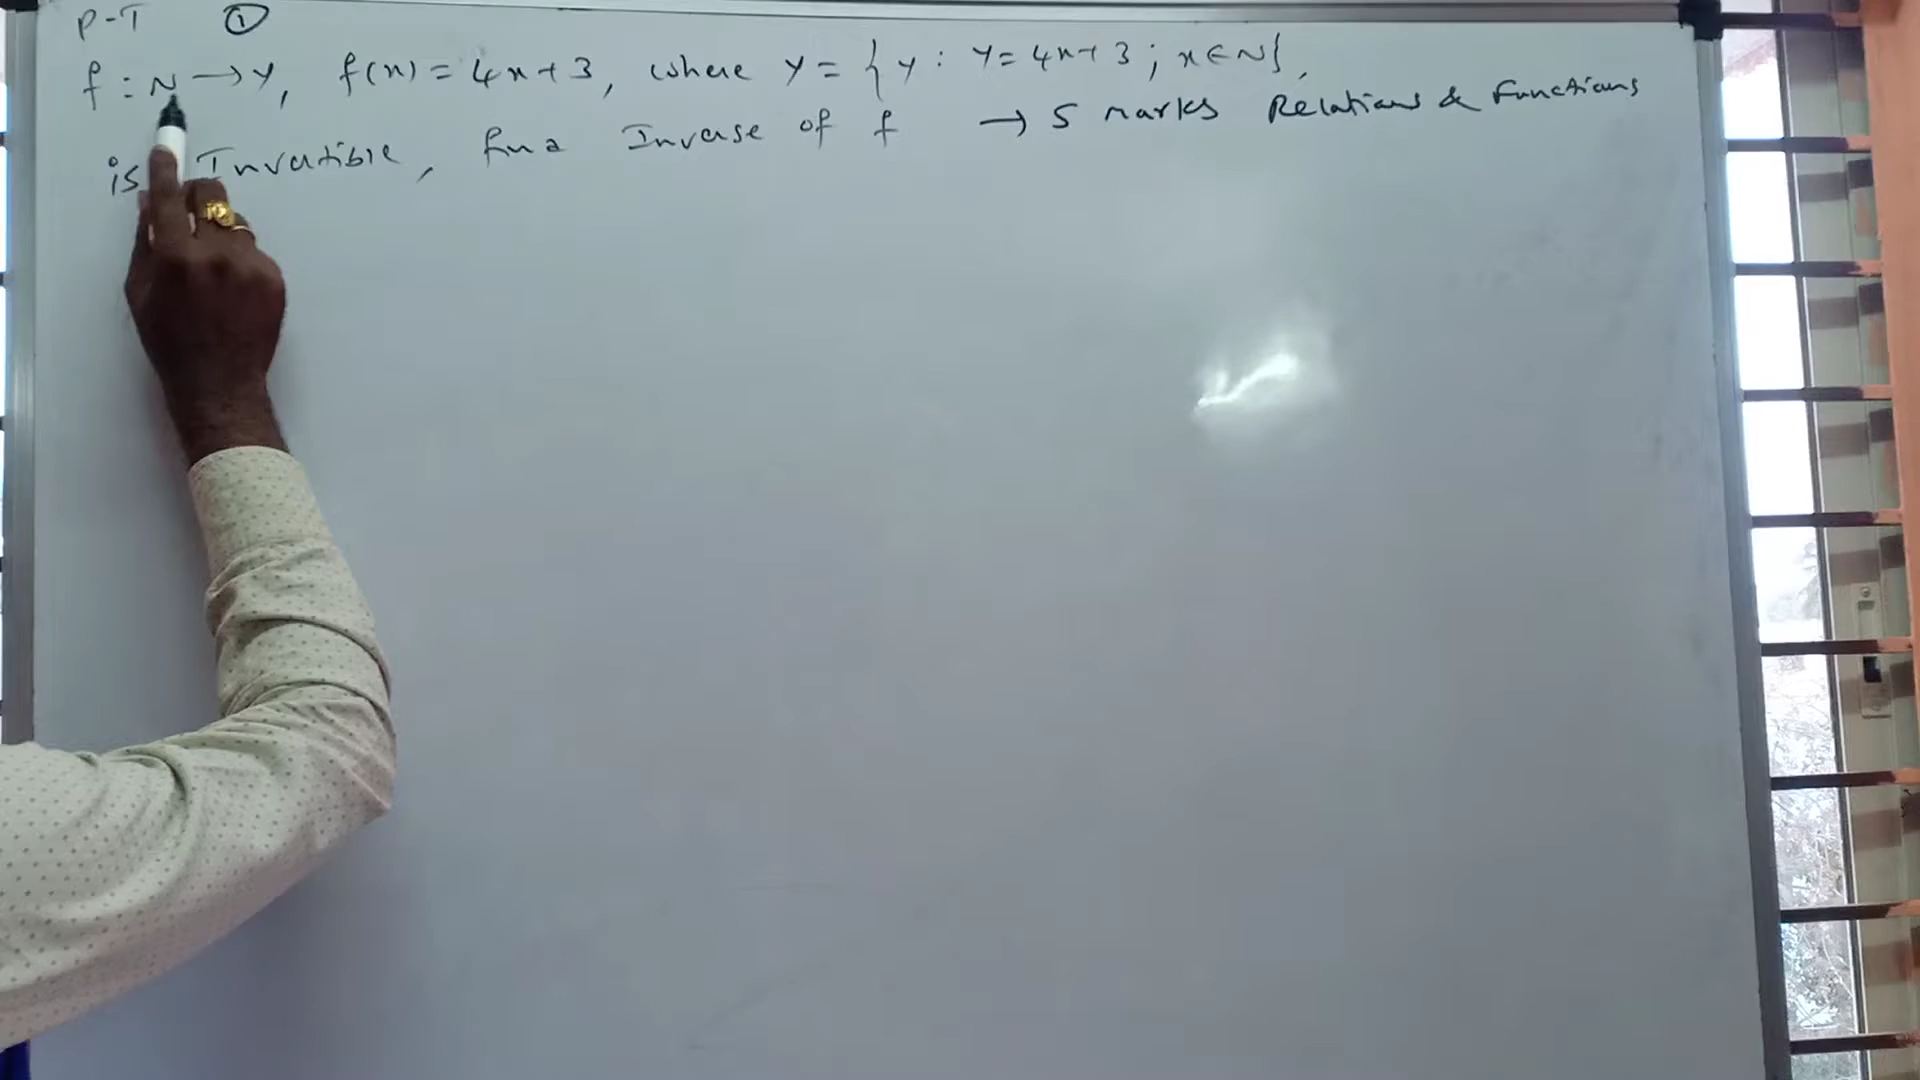 P-T ①
f : N → Y, f(x) = 4x+3, where Y = { y : y = 4x+3 ; x ∈ N},
is Invertible, find Inverse of f → 5 marks Relations & Functions